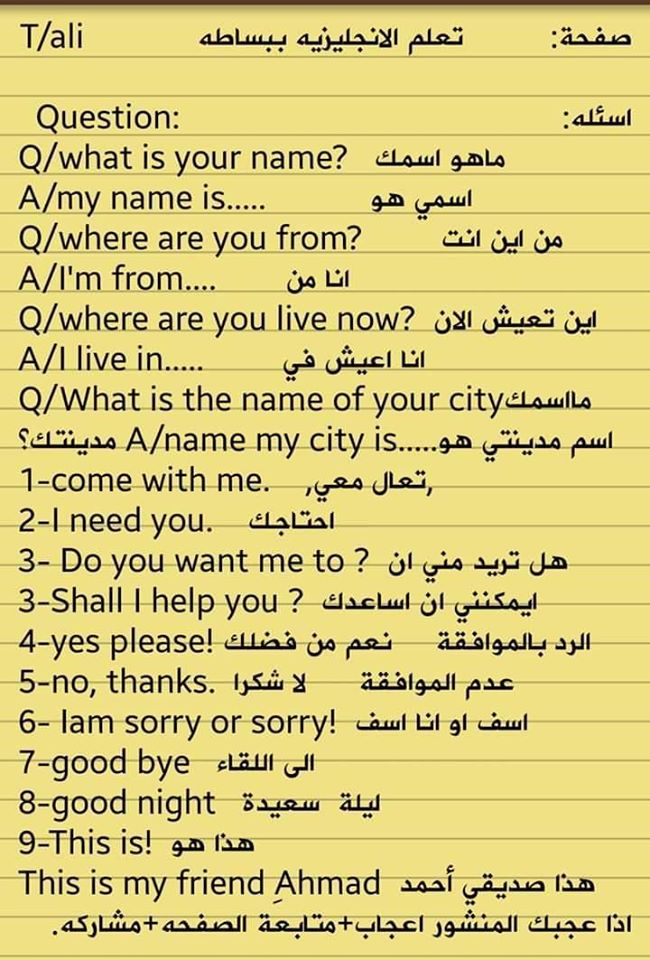 T/ali تعلم الانجليزيه ببساطه صفحة:
Question: اسئله:
Q/what is your name? ماهو اسمك
A/my name is..... اسمي هو
Q/where are you from? من اين انت
A/I'm from.... انا من
Q/where are you live now? اين تعيش الان
A/I live in..... انا اعيش في
Q/What is the name of your cityمااسمك
مدينتك؟ A/name my city is.....اسم مدينتي هو
1-come with me. ,تعال معي,
2-I need you. احتاجك
3- Do you want me to ? هل تريد مني ان
3-Shall I help you ? ايمكنني ان اساعدك
4-yes please! نعم من فضلك الرد بالموافقة
5-no, thanks. لا شكرا عدم الموافقة
6- Iam sorry or sorry! اسف او انا اسف
7-good bye الى اللقاء
8-good night ليلة سعيدة
9-This is! هذا هو
This is my friend Ahmad هذا صديقي أحمد
اذا عجبك المنشور اعجاب+متابعة الصفحه+مشاركه.